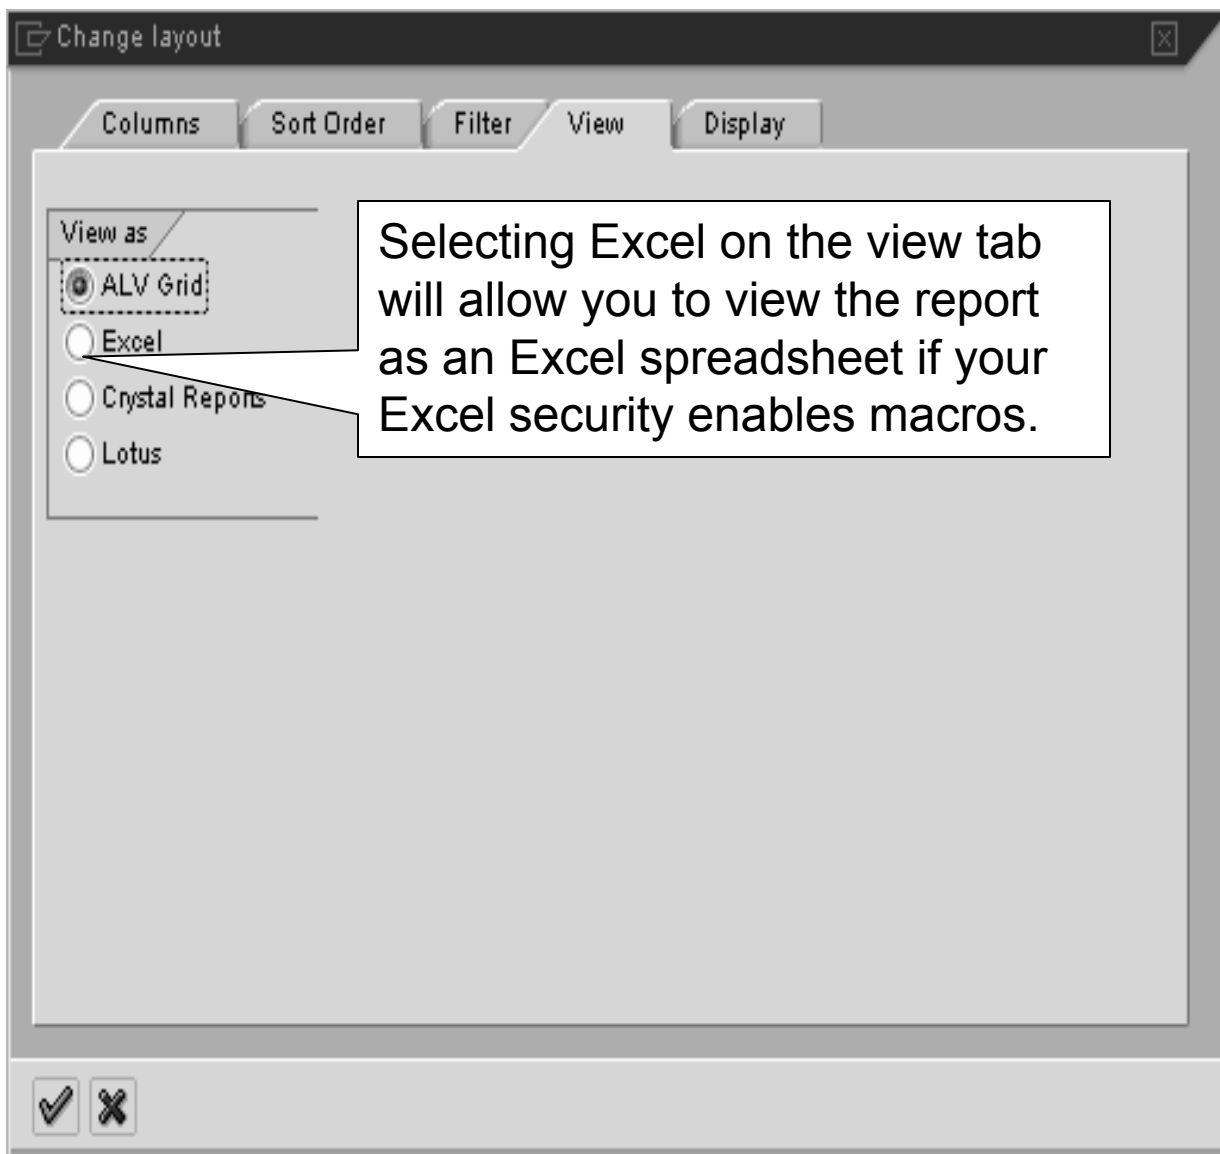 Change layout
Columns Sort Order Filter View Display
View as
ALV Grid
Excel
Crystal Reports
Lotus
Selecting Excel on the view tab
will allow you to view the report
as an Excel spreadsheet if your
Excel security enables macros.